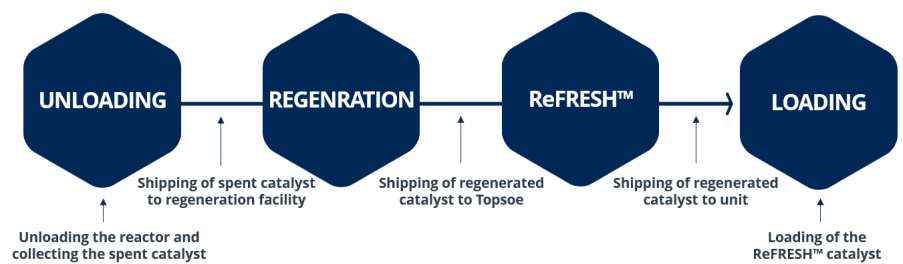 UNLOADING
REGENRATION
ReFRESH™
LOADING
Shipping of spent catalyst
to regeneration facility
Shipping of regenerated
catalyst to Topsoe
Shipping of regenerated
catalyst to unit
Unloading the reactor and
collecting the spent catalyst
Loading of the
ReFRESH™ catalyst